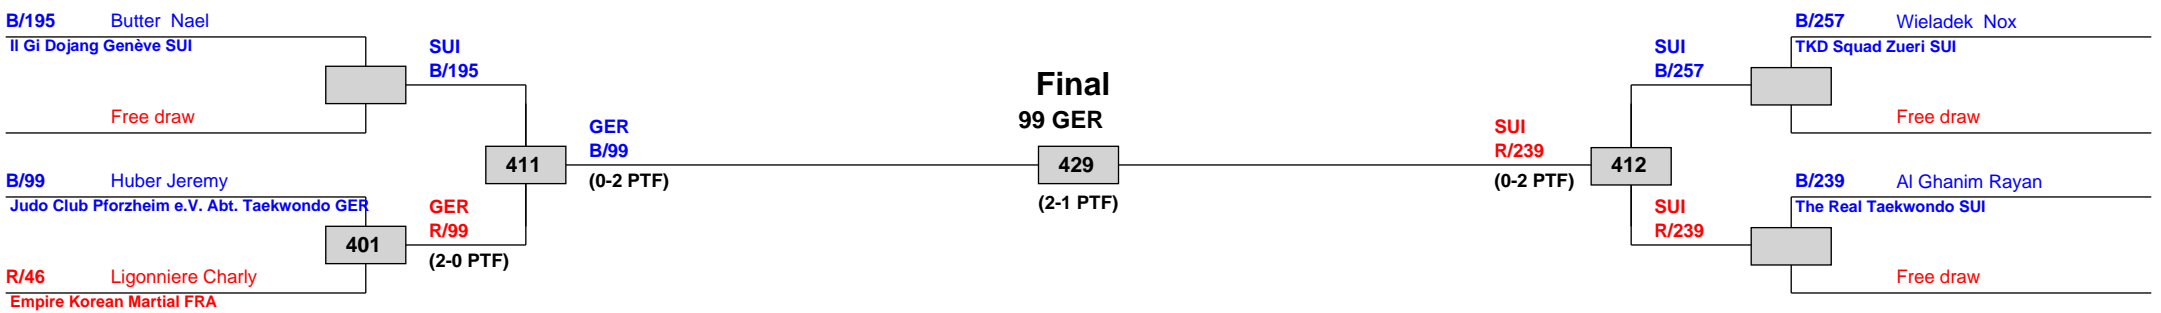 B/195 Butter Nael
Il Gi Dojang Genève SUI
SUI
B/195
Free draw
B/99 Huber Jeremy
Judo Club Pforzheim e.V. Abt. Taekwondo GER
401
GER
R/99
(2-0 PTF)
R/46 Ligonniere Charly
Empire Korean Martial FRA
411
GER
B/99
(0-2 PTF)
Final
99 GER
429
(2-1 PTF)
SUI
R/239
(0-2 PTF)
412
SUI
B/257
B/257 Wieladek Nox
TKD Squad Zueri SUI
Free draw
SUI
R/239
B/239 Al Ghanim Rayan
The Real Taekwondo SUI
Free draw